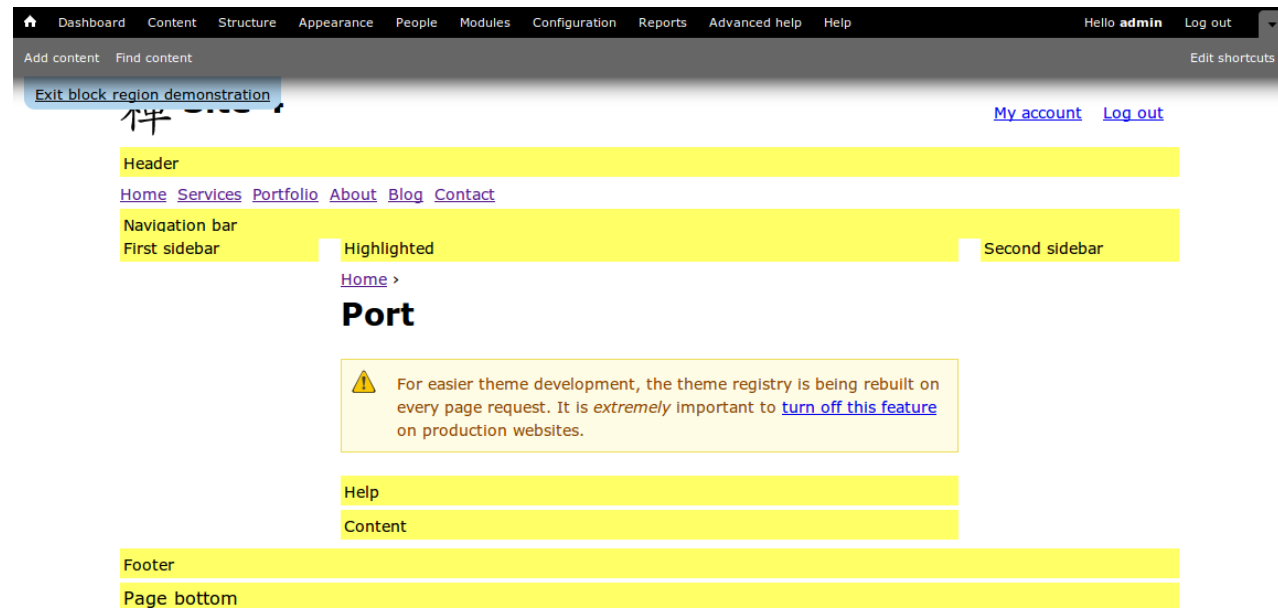 Dashboard Content Structure Appearance People Modules Configuration Reports Advanced help Help Hello admin Log out
Add content Find content Edit shortcuts
Exit block region demonstration
My account Log out
Header
Home Services Portfolio About Blog Contact
Navigation bar
First sidebar Highlighted Second sidebar
Home ›
Port
For easier theme development, the theme registry is being rebuilt on
every page request. It is extremely important to turn off this feature
on production websites.
Help
Content
Footer
Page bottom